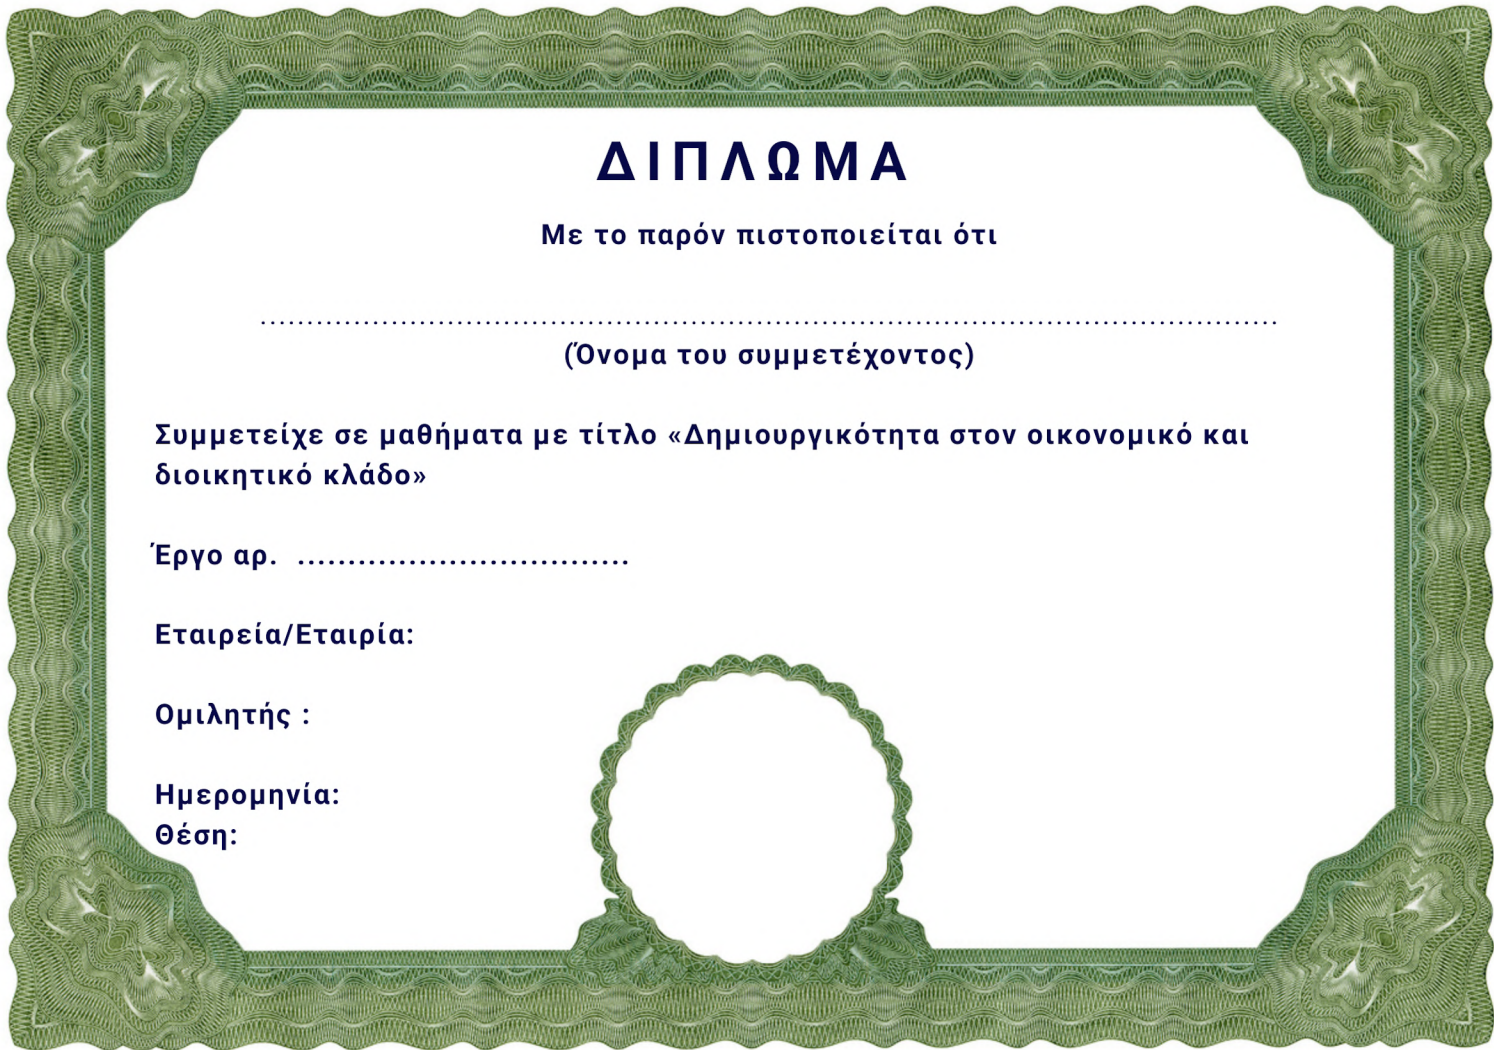 ΔΙΠΛΩΜΑ
Με το παρόν πιστοποιείται ότι
................................................................................................................
(Όνομα του συμμετέχοντος)
Συμμετείχε σε μαθήματα με τίτλο «Δημιουργικότητα στον οικονομικό και
διοικητικό κλάδο»
Έργο αρ. .................................
Εταιρεία/Εταιρία:
Ομιλητής :
Ημερομηνία:
Θέση: